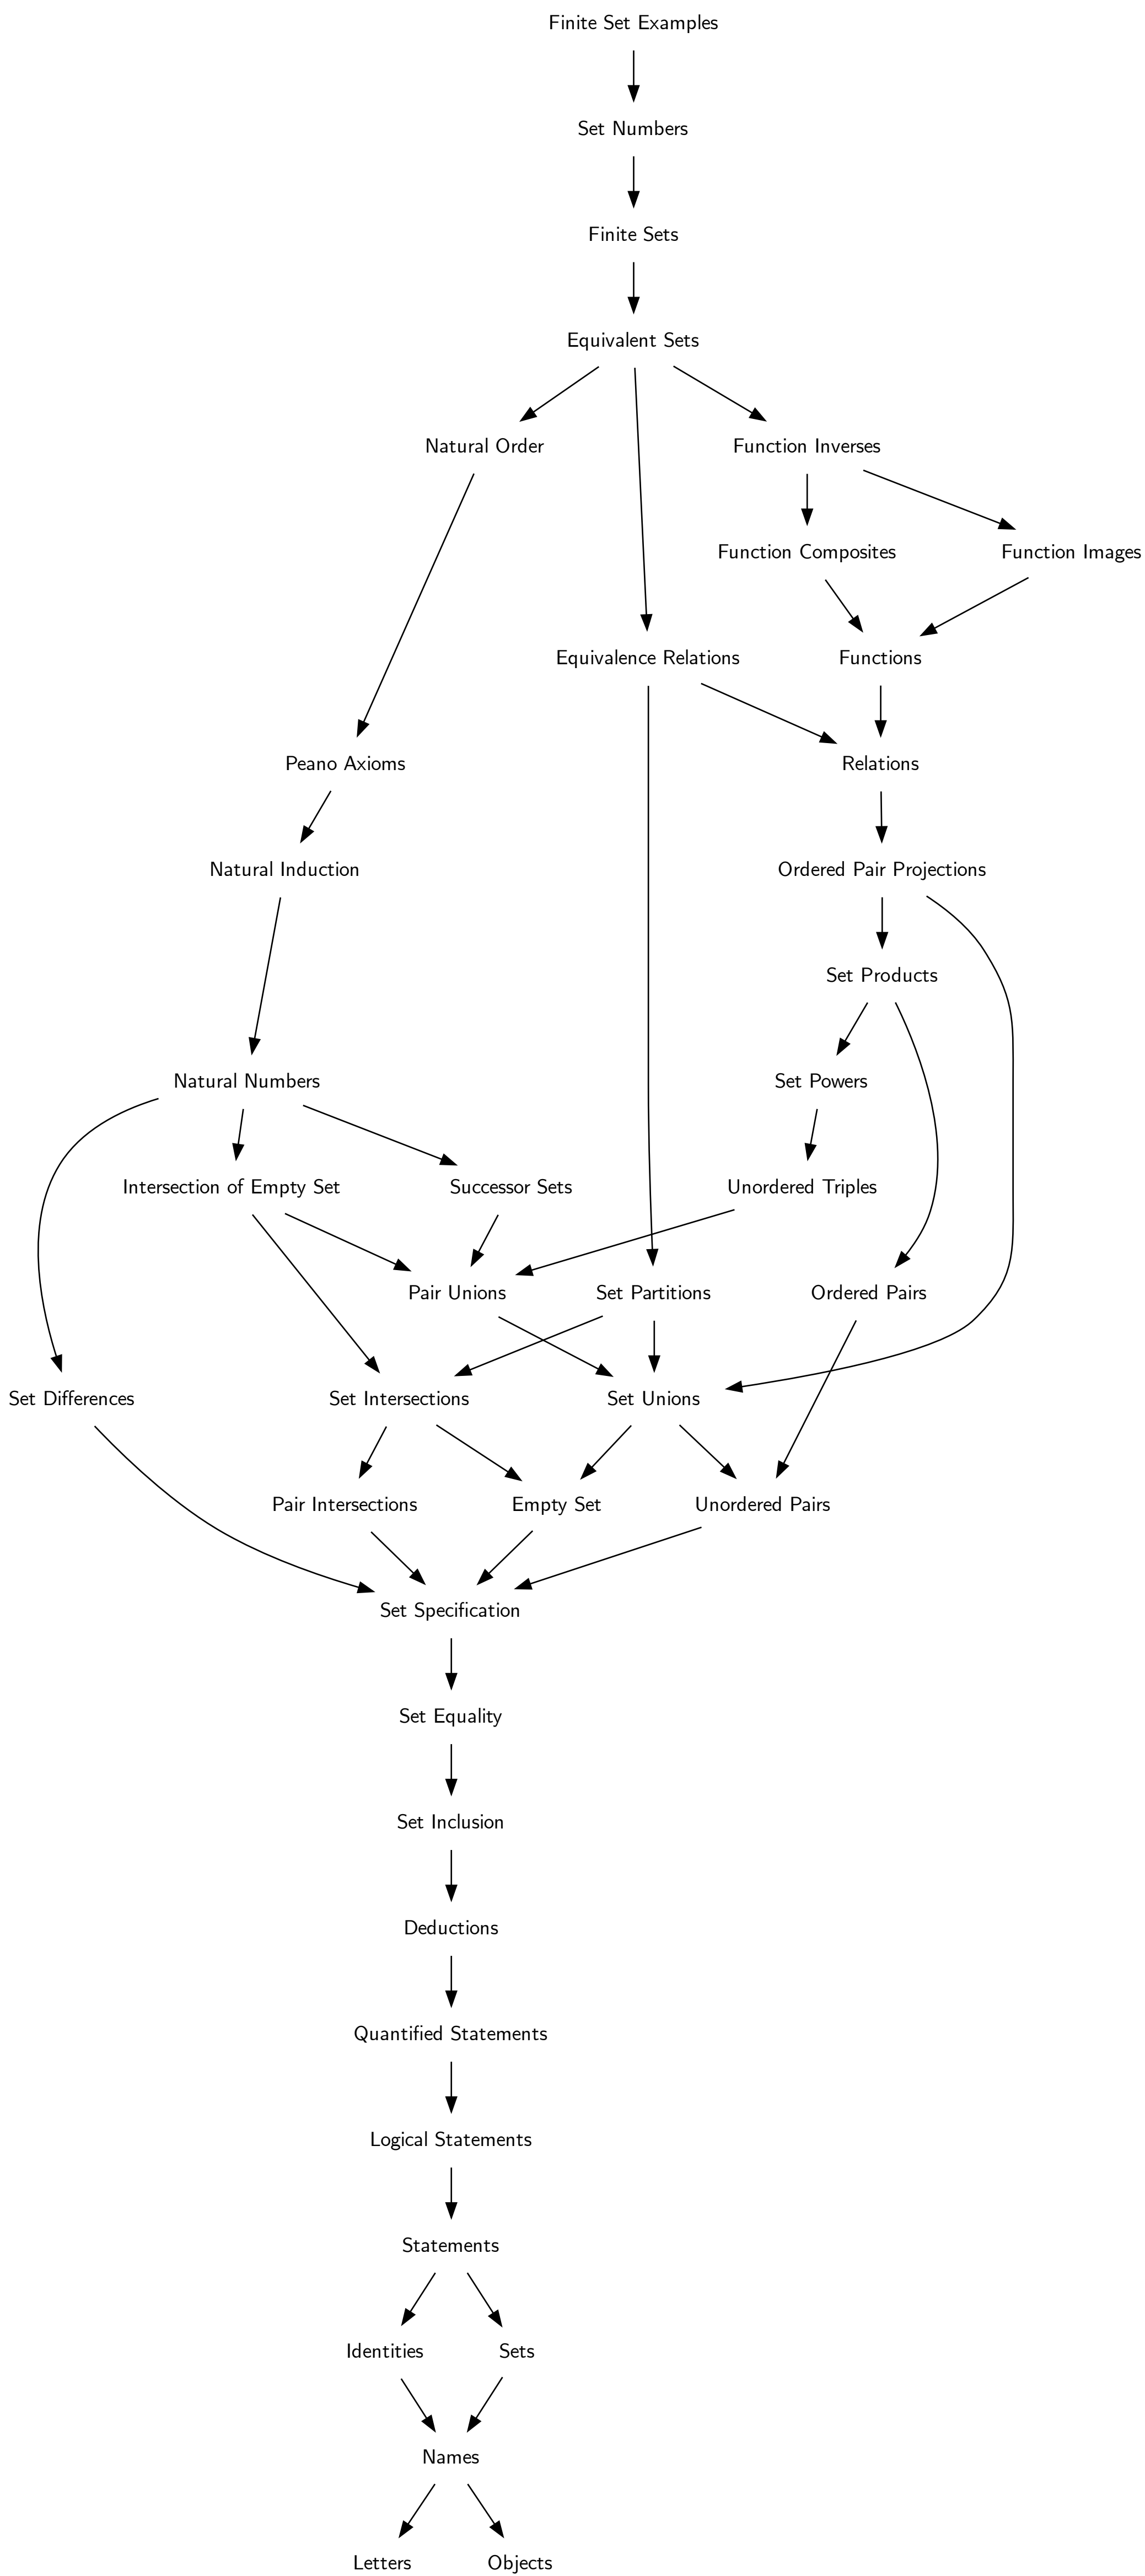 Finite Set Examples
Set Numbers
Finite Sets
Equivalent Sets
Natural Order
Function Inverses
Function Composites
Function Images
Equivalence Relations
Functions
Peano Axioms
Relations
Natural Induction
Ordered Pair Projections
Set Products
Natural Numbers
Set Powers
Intersection of Empty Set
Successor Sets
Unordered Triples
Pair Unions
Set Partitions
Ordered Pairs
Set Differences
Set Intersections
Set Unions
Pair Intersections
Empty Set
Unordered Pairs
Set Specification
Set Equality
Set Inclusion
Deductions
Quantified Statements
Logical Statements
Statements
Identities
Sets
Names
Letters
Objects